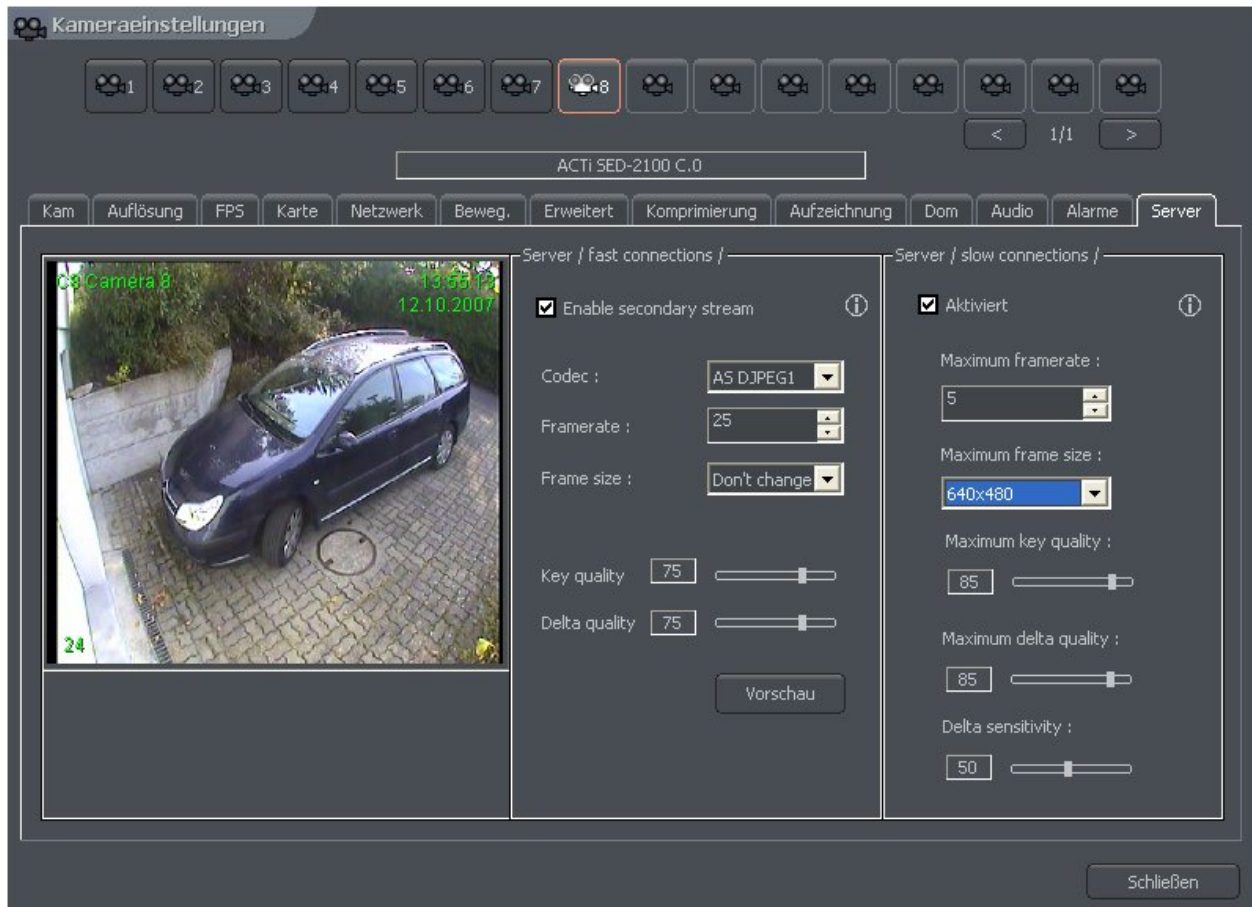 Kameraeinstellungen
1 2 3 4 5 6 7 8
< 1/1 >
ACTi SED-2100 C.0
Kam Auflösung FPS Karte Netzwerk Beweg. Erweitert Komprimierung Aufzeichnung Dom Audio Alarme Server
C8 Camera 8
13:55:13
12.10.2007
24
Server / fast connections /
Enable secondary stream
Codec : AS DJPEG1
Framerate : 25
Frame size : Don't change
Key quality 75
Delta quality 75
Vorschau
Server / slow connections /
Aktiviert
Maximum framerate :
5
Maximum frame size :
640x480
Maximum key quality :
85
Maximum delta quality :
85
Delta sensitivity :
50
Schließen